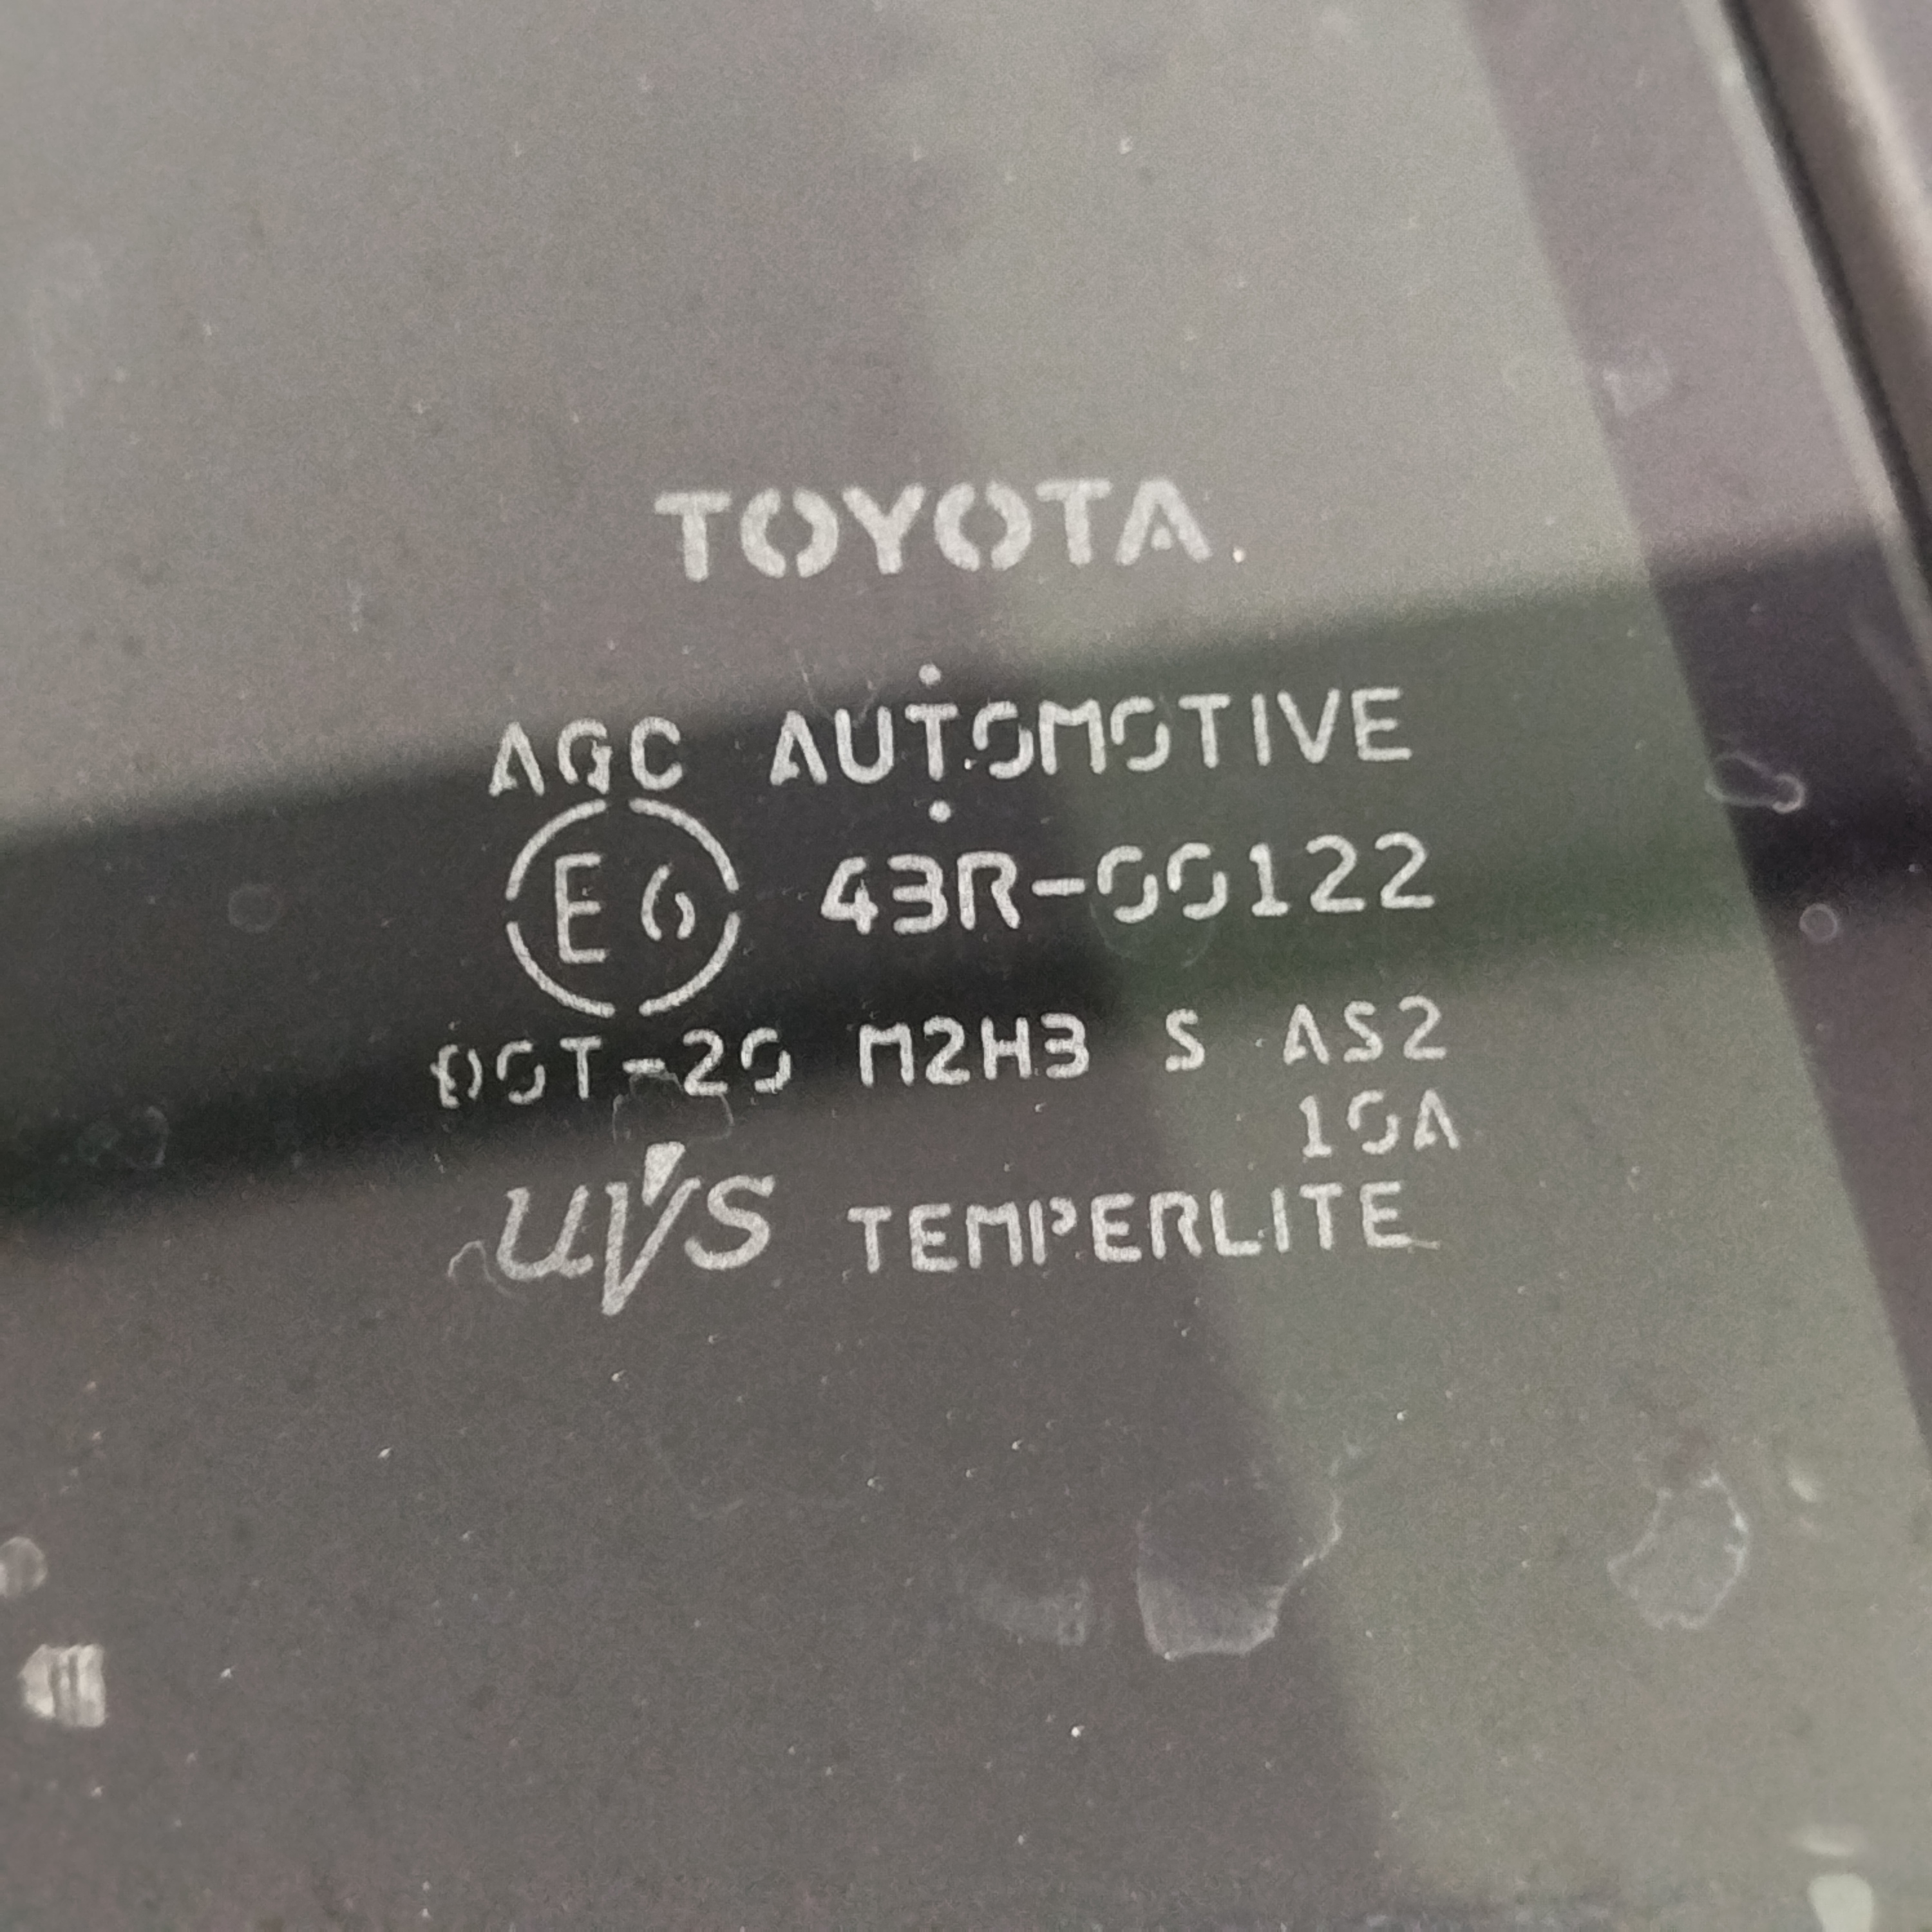 TOYOTA
AGC AUTOMOTIVE
E6 43R-00122
DOT-20 M2H3 S AS2
10A
UVS TEMPERLITE